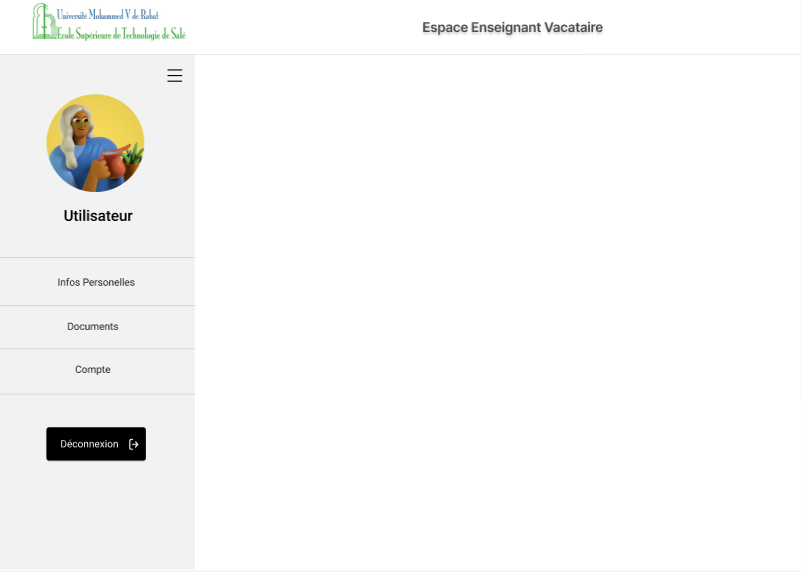 Université Mohammed V de Rabat
Ecole Supérieure de Technologie de Salé
Espace Enseignant Vacataire
Utilisateur
Infos Personelles
Documents
Compte
Déconnexion